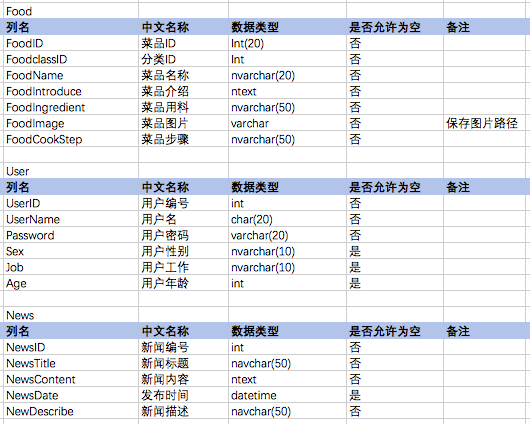 Food
列名 中文名称 数据类型 是否允许为空 备注
FoodID 菜品ID Int(20) 否
FoodclassID 分类ID Int 否
FoodName 菜品名称 nvarchar(20) 否
FoodIntroduce 菜品介绍 ntext 否
FoodIngredient 菜品用料 nvarchar(50) 否
FoodImage 菜品图片 varchar 否 保存图片路径
FoodCookStep 菜品步骤 nvarchar(50) 否
User
列名 中文名称 数据类型 是否允许为空 备注
UserID 用户编号 int 否
UserName 用户名 char(20) 否
Password 用户密码 varchar(20) 否
Sex 用户性别 nvarchar(10) 是
Job 用户工作 nvarchar(10) 是
Age 用户年龄 int 是
News
列名 中文名称 数据类型 是否允许为空 备注
NewsID 新闻编号 int 否
NewsTitle 新闻标题 navchar(50) 否
NewsContent 新闻内容 ntext 否
NewsDate 发布时间 datetime 是
NewDescribe 新闻描述 navchar(50) 否